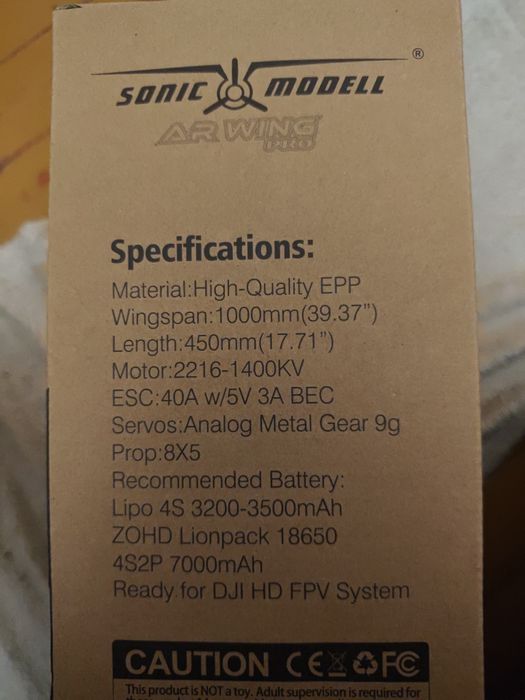 SONIC MODELL ®
AR WING
PRO
Specifications:
Material:High-Quality EPP
Wingspan:1000mm(39.37")
Length:450mm(17.71")
Motor:2216-1400KV
ESC:40A w/5V 3A BEC
Servos:Analog Metal Gear 9g
Prop:8X5
Recommended Battery:
Lipo 4S 3200-3500mAh
ZOHD Lionpack 18650
4S2P 7000mAh
Ready for DJI HD FPV System
CAUTION CE FC
This product is NOT a toy. Adult supervision is required for